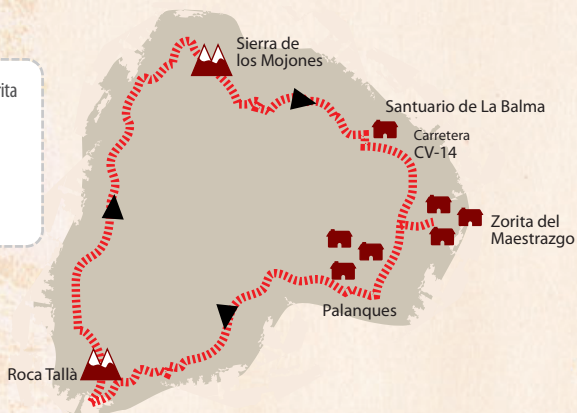 Sierra de
los Mojones
Santuario de La Balma
Carretera
CV-14
Zorita del
Maestrazgo
Palanques
Roca Tallà